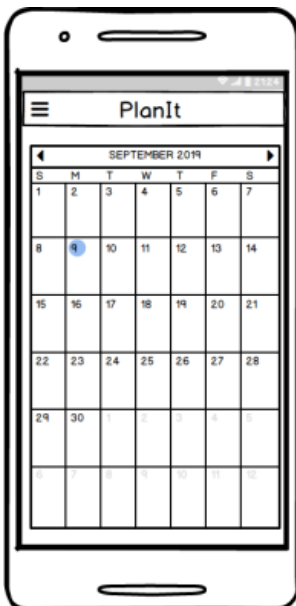 21:24
PlanIt
SEPTEMBER 2019
S M T W T F S
1 2 3 4 5 6 7
8 9 10 11 12 13 14
15 16 17 18 19 20 21
22 23 24 25 26 27 28
29 30 1 2 3 4 5
6 7 8 9 10 11 12